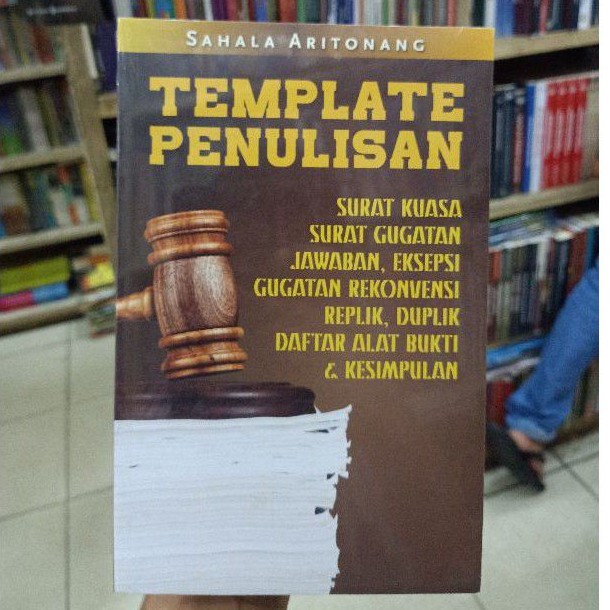 SAHALA ARITONANG
TEMPLATE
PENULISAN
SURAT KUASA
SURAT GUGATAN
JAWABAN, EKSEPSI
GUGATAN REKONVENSI
REPLIK, DUPLIK
DAFTAR ALAT BUKTI
& KESIMPULAN